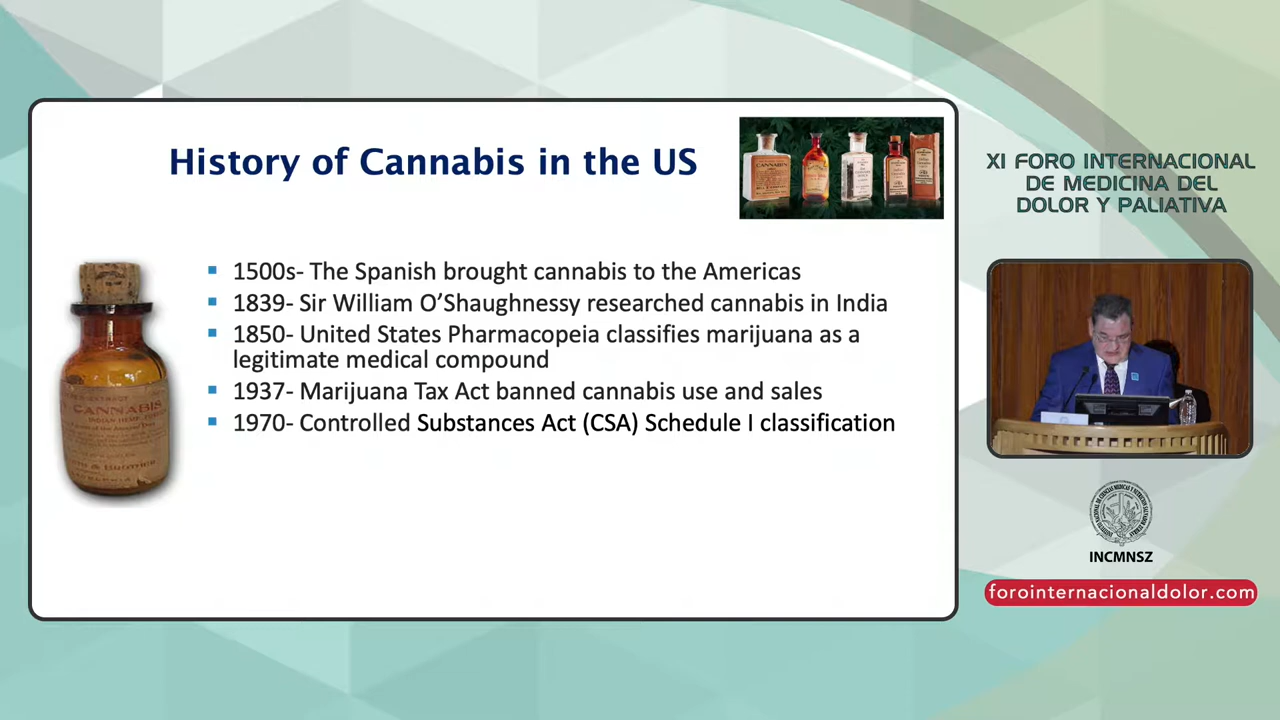 History of Cannabis in the US
1500s- The Spanish brought cannabis to the Americas
1839- Sir William O’Shaughnessy researched cannabis in India
1850- United States Pharmacopeia classifies marijuana as a
legitimate medical compound
1937- Marijuana Tax Act banned cannabis use and sales
1970- Controlled Substances Act (CSA) Schedule I classification
CANNABIS
XI FORO INTERNACIONAL
DE MEDICINA DEL
DOLOR Y PALIATIVA
INCMNSZ
forointernacionaldolor.com